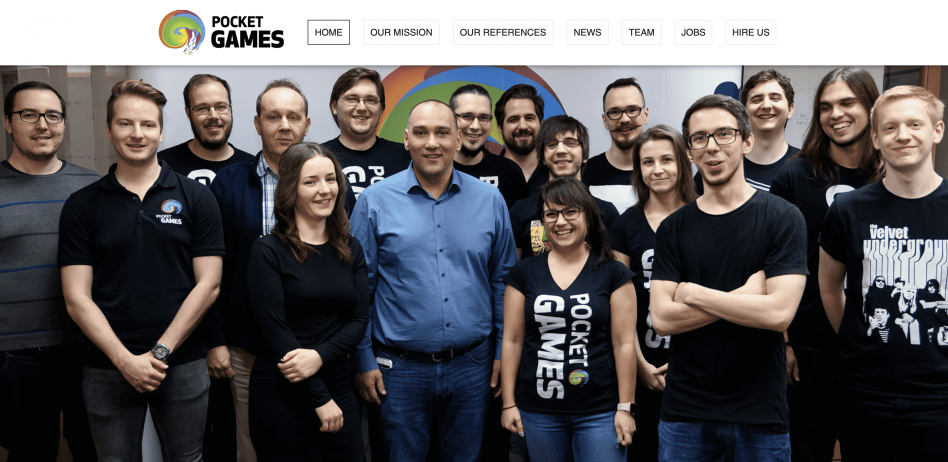 POCKET
GAMES
HOME
OUR MISSION
OUR REFERENCES
NEWS
TEAM
JOBS
HIRE US
POCKET
GAMES
POCKET
GAMES
THE
velvet
underground